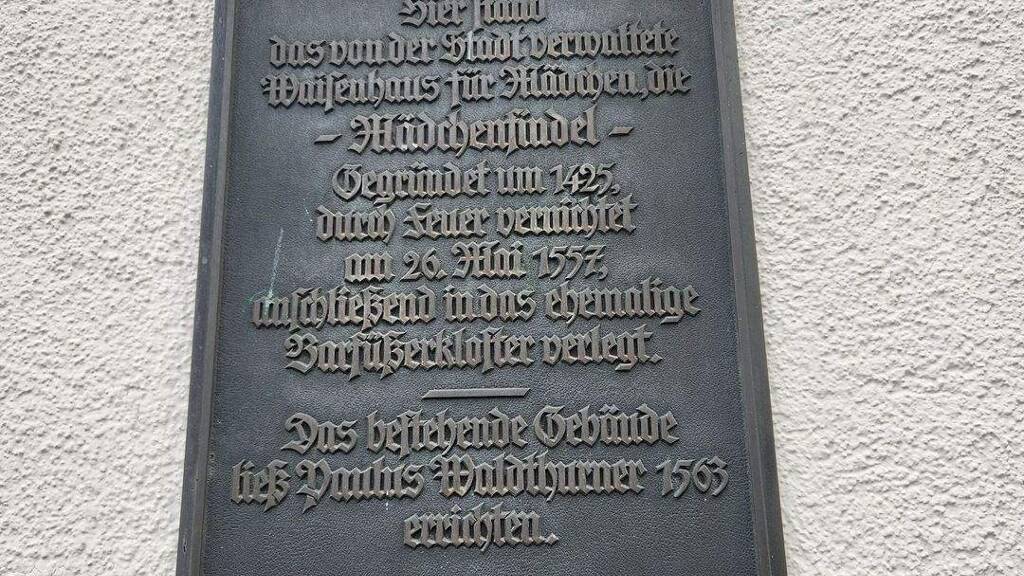 Hier stand
das von der Stadt verwaltete
Waisenhaus für Mädchen, die
- Mädchenfindel -
Gegründet um 1425,
durch Feuer vernichtet
am 26. Mai 1557,
anschließend in das ehemalige
Barfüßerkloster verlegt.
Das bestehende Gebäude
ließ Paulus Waldthurner 1563
errichten.